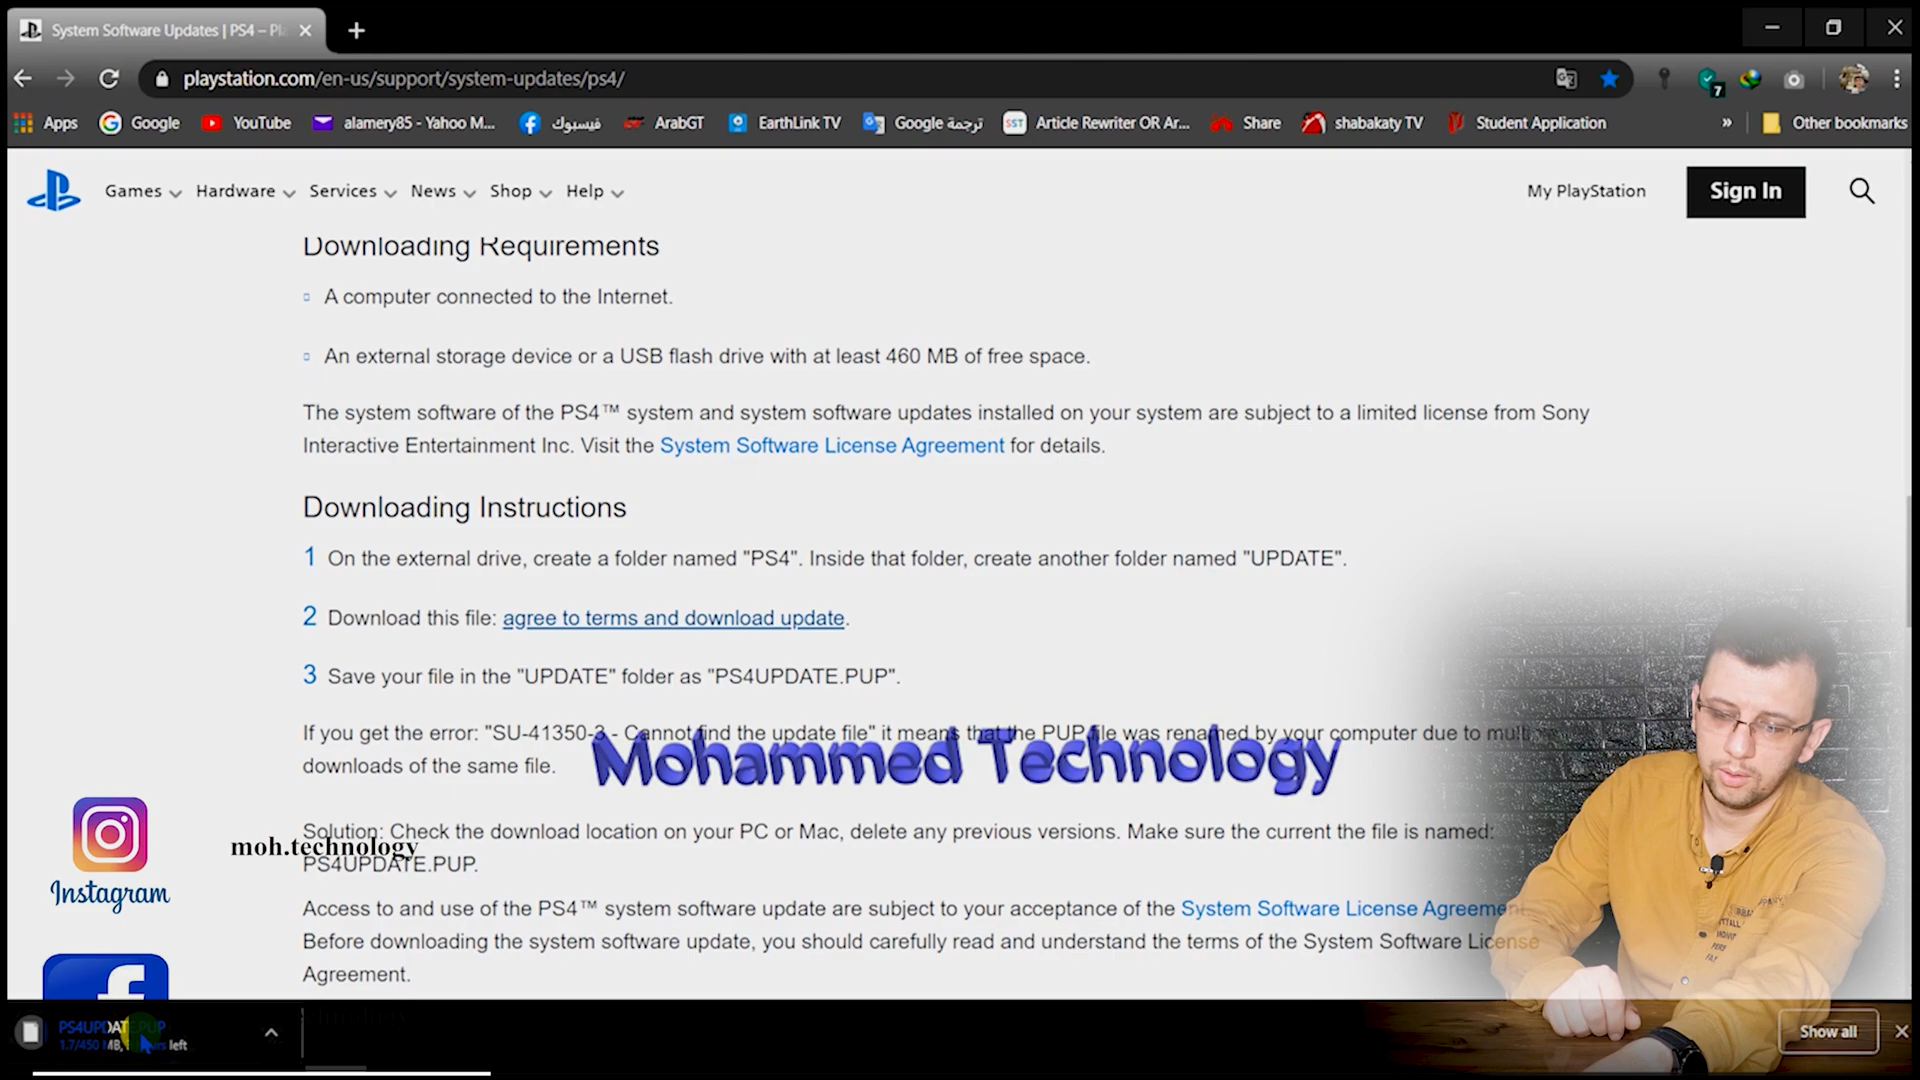 System Software Updates | PS4 – Pl
playstation.com/en-us/support/system-updates/ps4/
7
Apps
Google
YouTube
alamery85 - Yahoo M...
فيسبوك
ArabGT
EarthLink TV
ترجمة Google
SST
Article Rewriter OR Ar...
Share
shabakaty TV
Student Application
»
Other bookmarks
Games
Hardware
Services
News
Shop
Help
My PlayStation
Sign In
Downloading Requirements
A computer connected to the Internet.
An external storage device or a USB flash drive with at least 460 MB of free space.
The system software of the PS4™ system and system software updates installed on your system are subject to a limited license from Sony
Interactive Entertainment Inc. Visit the System Software License Agreement for details.
Downloading Instructions
1 On the external drive, create a folder named "PS4". Inside that folder, create another folder named "UPDATE".
2 Download this file: agree to terms and download update.
3 Save your file in the "UPDATE" folder as "PS4UPDATE.PUP".
If you get the error: "SU-41350-3 - Cannot find the update file" it means that the PUP file was renamed by your computer due to mult
downloads of the same file.
Mohammed Technology
Solution: Check the download location on your PC or Mac, delete any previous versions. Make sure the current the file is named:
moh.technology
PS4UPDATE.PUP.
Instagram
Access to and use of the PS4™ system software update are subject to your acceptance of the System Software License Agreement.
Before downloading the system software update, you should carefully read and understand the terms of the System Software License
Agreement.
PS4UPDATE.PUP
1.7/450 MB, left
Show all